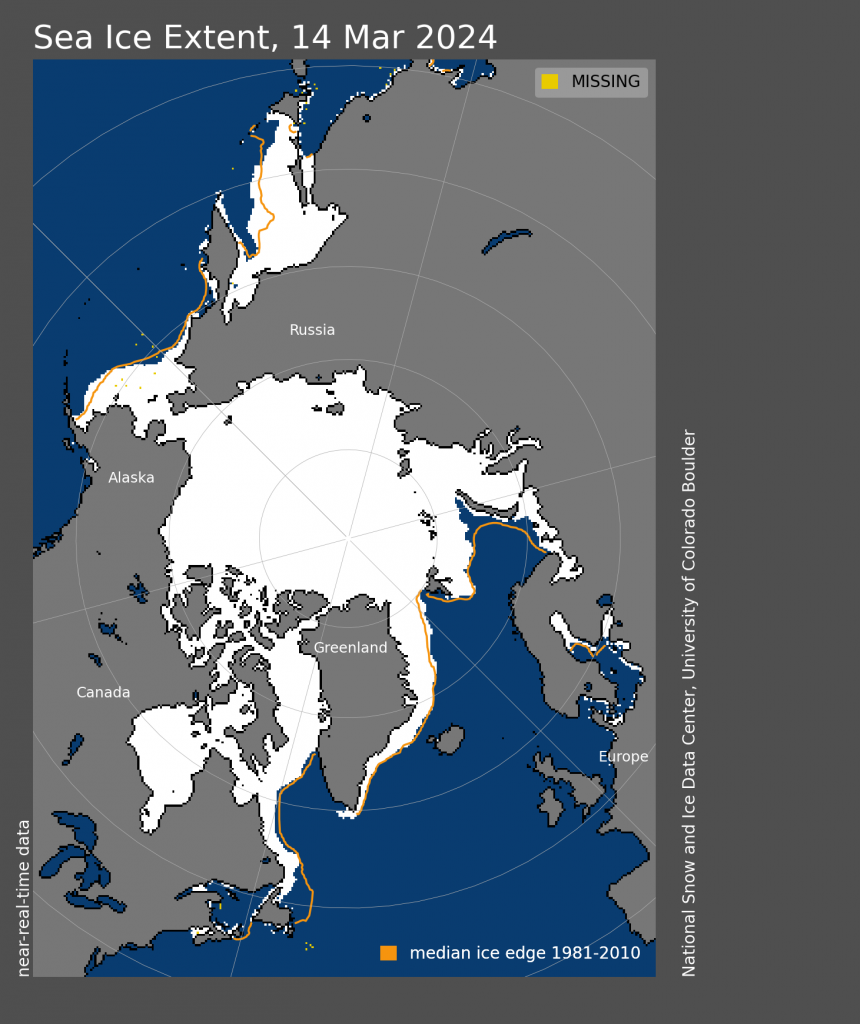 Sea Ice Extent, 14 Mar 2024
MISSING
Russia
Alaska
Greenland
Canada
Europe
near-real-time data
National Snow and Ice Data Center, University of Colorado Boulder
median ice edge 1981-2010